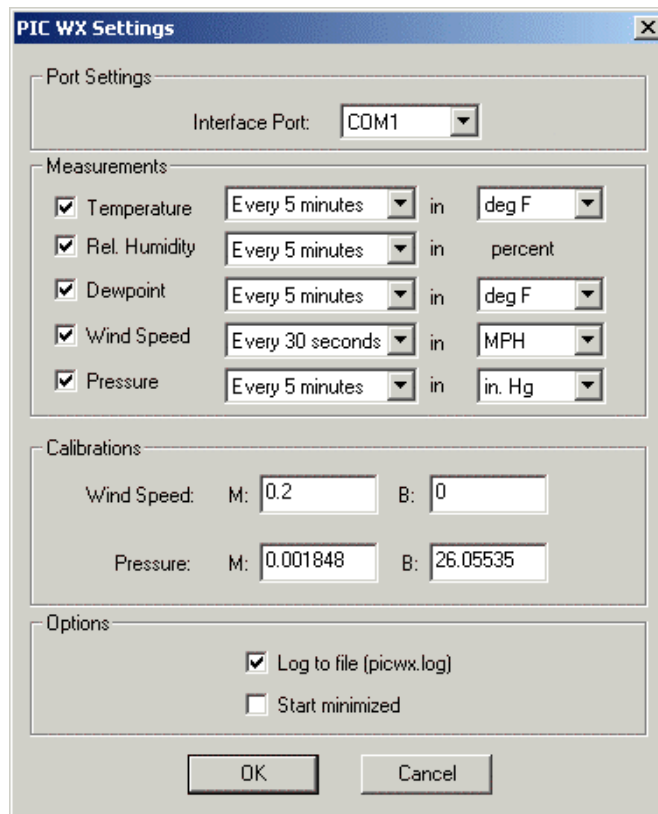 PIC WX Settings
Port Settings
Interface Port: COM1
Measurements
Temperature Every 5 minutes in deg F
Rel. Humidity Every 5 minutes in percent
Dewpoint Every 5 minutes in deg F
Wind Speed Every 30 seconds in MPH
Pressure Every 5 minutes in in. Hg
Calibrations
Wind Speed: M: 0.2 B: 0
Pressure: M: 0.001848 B: 26.05535
Options
Log to file (picwx.log)
Start minimized
OK Cancel